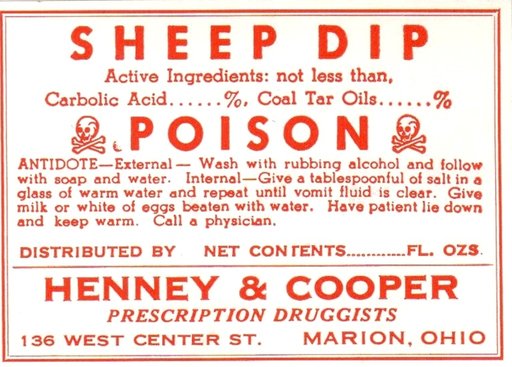 SHEEP DIP
Active Ingredients: not less than,
Carbolic Acid......%, Coal Tar Oils......%
POISON
ANTIDOTE—External— Wash with rubbing alcohol and follow
with soap and water. Internal—Give a tablespoonful of salt in a
glass of warm water and repeat until vomit fluid is clear. Give
milk or white of eggs beaten with water. Have patient lie down
and keep warm. Call a physician.
DISTRIBUTED BY NET CONTENTS............FL. OZS.
HENNEY & COOPER
PRESCRIPTION DRUGGISTS
136 WEST CENTER ST. MARION, OHIO